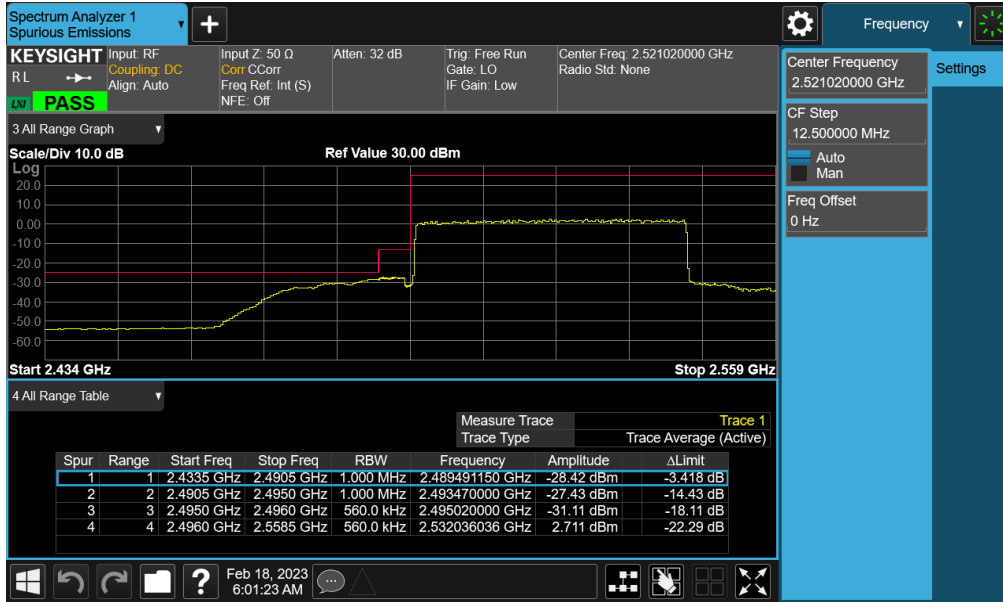 Spectrum Analyzer 1
Spurious Emissions
Frequency
KEYSIGHT
Input: RF
Input Z: 50 Ω
Atten: 32 dB
Trig: Free Run
Center Freq: 2.521020000 GHz
RL
Coupling: DC
Corr CCorr
Gate: LO
Radio Std: None
Align: Auto
Freq Ref: Int (S)
IF Gain: Low
LXI
PASS
NFE: Off
Center Frequency
2.521020000 GHz
Settings
CF Step
12.500000 MHz
Auto
Man
Freq Offset
0 Hz
3 All Range Graph
Scale/Div 10.0 dB
Ref Value 30.00 dBm
Log
20.0
10.0
0.00
-10.0
-20.0
-30.0
-40.0
-50.0
-60.0
Start 2.434 GHz
Stop 2.559 GHz
4 All Range Table
Measure Trace Trace 1
Trace Type Trace Average (Active)
Spur Range Start Freq Stop Freq RBW Frequency Amplitude ΔLimit
1 1 2.4335 GHz 2.4905 GHz 1.000 MHz 2.489491150 GHz -28.42 dBm -3.418 dB
2 2 2.4905 GHz 2.4950 GHz 1.000 MHz 2.493470000 GHz -27.43 dBm -14.43 dB
3 3 2.4950 GHz 2.4960 GHz 560.0 kHz 2.495020000 GHz -31.11 dBm -18.11 dB
4 4 2.4960 GHz 2.5585 GHz 560.0 kHz 2.532036036 GHz 2.711 dBm -22.29 dB
?
Feb 18, 2023
6:01:23 AM